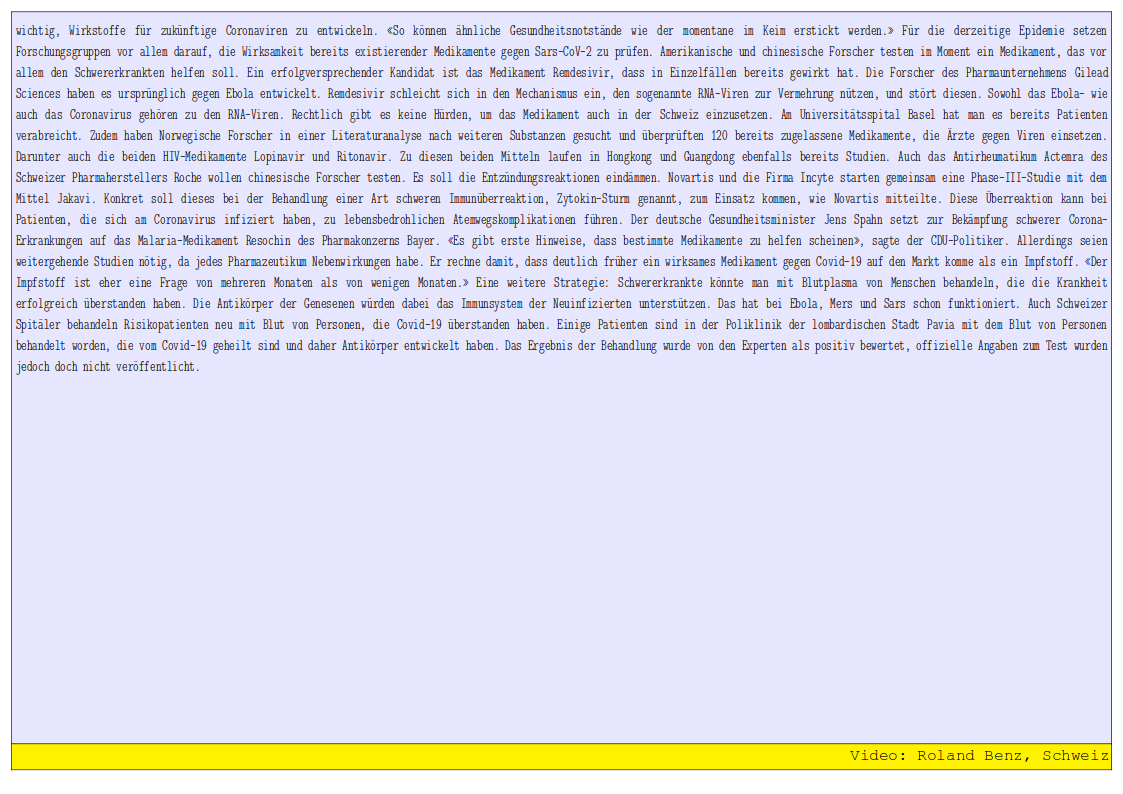 wichtig, Wirkstoffe für zukünftige Coronaviren zu entwickeln. «So können ähnliche Gesundheitsnotstände wie der momentane im Keim erstickt werden.» Für die derzeitige Epidemie setzen
Forschungsgruppen vor allem darauf, die Wirksamkeit bereits existierender Medikamente gegen Sars-CoV-2 zu prüfen. Amerikanische und chinesische Forscher testen im Moment ein Medikament, das vor
allem den Schwererkrankten helfen soll. Ein erfolgversprechender Kandidat ist das Medikament Remdesivir, dass in Einzelfällen bereits gewirkt hat. Die Forscher des Pharmaunternehmens Gilead
Sciences haben es ursprünglich gegen Ebola entwickelt. Remdesivir schleicht sich in den Mechanismus ein, den sogenannte RNA-Viren zur Vermehrung nützen, und stört diesen. Sowohl das Ebola- wie
auch das Coronavirus gehören zu den RNA-Viren. Rechtlich gibt es keine Hürden, um das Medikament auch in der Schweiz einzusetzen. Am Universitätsspital Basel hat man es bereits Patienten
verabreicht. Zudem haben Norwegische Forscher in einer Literaturanalyse nach weiteren Substanzen gesucht und überprüften 120 bereits zugelassene Medikamente, die Ärzte gegen Viren einsetzen.
Darunter auch die beiden HIV-Medikamente Lopinavir und Ritonavir. Zu diesen beiden Mitteln laufen in Hongkong und Guangdong ebenfalls bereits Studien. Auch das Antirheumatikum Actemra des
Schweizer Pharmaherstellers Roche wollen chinesische Forscher testen. Es soll die Entzündungsreaktionen eindämmen. Novartis und die Firma Incyte starten gemeinsam eine Phase-III-Studie mit dem
Mittel Jakavi. Konkret soll dieses bei der Behandlung einer Art schweren Immunüberreaktion, Zytokin-Sturm genannt, zum Einsatz kommen, wie Novartis mitteilte. Diese Überreaktion kann bei
Patienten, die sich am Coronavirus infiziert haben, zu lebensbedrohlichen Atemwegskomplikationen führen. Der deutsche Gesundheitsminister Jens Spahn setzt zur Bekämpfung schwerer Corona-
Erkrankungen auf das Malaria-Medikament Resochin des Pharmakonzerns Bayer. «Es gibt erste Hinweise, dass bestimmte Medikamente zu helfen scheinen», sagte der CDU-Politiker. Allerdings seien
weitergehende Studien nötig, da jedes Pharmazeutikum Nebenwirkungen habe. Er rechne damit, dass deutlich früher ein wirksames Medikament gegen Covid-19 auf den Markt komme als ein Impfstoff. «Der
Impfstoff ist eher eine Frage von mehreren Monaten als von wenigen Monaten.» Eine weitere Strategie: Schwererkrankte könnte man mit Blutplasma von Menschen behandeln, die die Krankheit
erfolgreich überstanden haben. Die Antikörper der Genesenen würden dabei das Immunsystem der Neuinfizierten unterstützen. Das hat bei Ebola, Mers und Sars schon funktioniert. Auch Schweizer
Spitäler behandeln Risikopatienten neu mit Blut von Personen, die Covid-19 überstanden haben. Einige Patienten sind in der Poliklinik der lombardischen Stadt Pavia mit dem Blut von Personen
behandelt worden, die vom Covid-19 geheilt sind und daher Antikörper entwickelt haben. Das Ergebnis der Behandlung wurde von den Experten als positiv bewertet, offizielle Angaben zum Test wurden
jedoch doch nicht veröffentlicht.
Video: Roland Benz, Schweiz